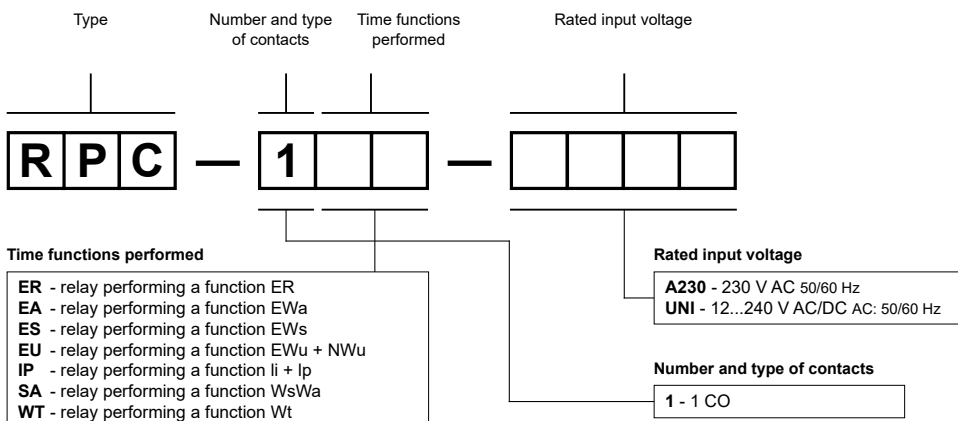 Type
Number and type
of contacts
Time functions
performed
Rated input voltage
R P C — 1 —
Time functions performed
ER - relay performing a function ER
EA - relay performing a function EWa
ES - relay performing a function EWs
EU - relay performing a function EWu + NWu
IP - relay performing a function Ii + Ip
SA - relay performing a function WsWa
WT - relay performing a function Wt
Rated input voltage
A230 - 230 V AC 50/60 Hz
UNI - 12...240 V AC/DC AC: 50/60 Hz
Number and type of contacts
1 - 1 CO